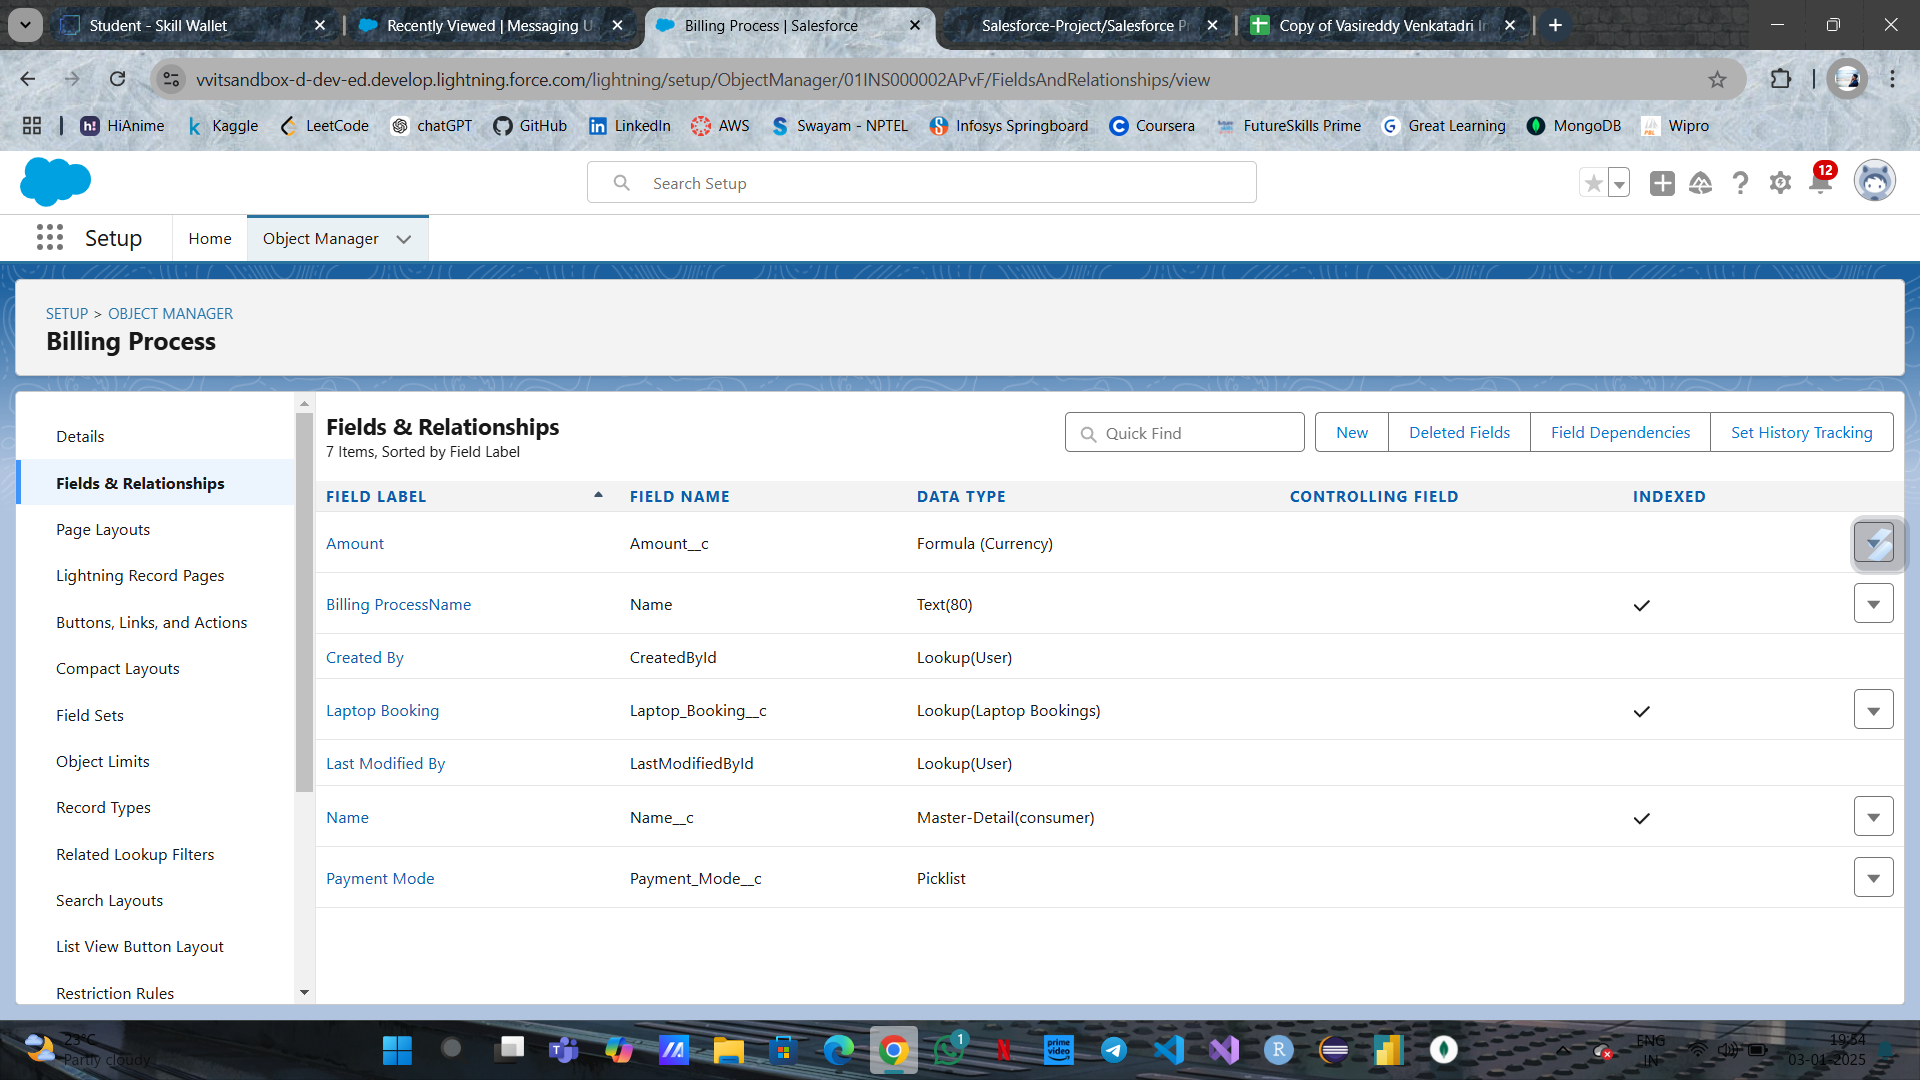 Student - Skill Wallet
Recently Viewed | Messaging U
Billing Process | Salesforce
Salesforce-Project/Salesforce P
Copy of Vasireddy Venkatadri In
vvitsandbox-d-dev-ed.develop.lightning.force.com/lightning/setup/ObjectManager/01INS000002APvF/FieldsAndRelationships/view
h! HiAnime
k Kaggle
LeetCode
chatGPT
GitHub
LinkedIn
AWS
Swayam - NPTEL
Infosys Springboard
Coursera
FutureSkills Prime
Great Learning
MongoDB
Wipro
Search Setup
12
Setup
Home
Object Manager
SETUP > OBJECT MANAGER
Billing Process
Details
Fields & Relationships
Page Layouts
Lightning Record Pages
Buttons, Links, and Actions
Compact Layouts
Field Sets
Object Limits
Record Types
Related Lookup Filters
Search Layouts
List View Button Layout
Restriction Rules
Fields & Relationships
7 Items, Sorted by Field Label
Quick Find
New
Deleted Fields
Field Dependencies
Set History Tracking
FIELD LABEL FIELD NAME DATA TYPE CONTROLLING FIELD INDEXED
Amount Amount__c Formula (Currency)
Billing ProcessName Name Text(80)
Created By CreatedById Lookup(User)
Laptop Booking Laptop_Booking__c Lookup(Laptop Bookings)
Last Modified By LastModifiedById Lookup(User)
Name Name__c Master-Detail(consumer)
Payment Mode Payment_Mode__c Picklist
23°C
Partly cloudy
1
prime video
R
ENG
IN
19:54
03-01-2025